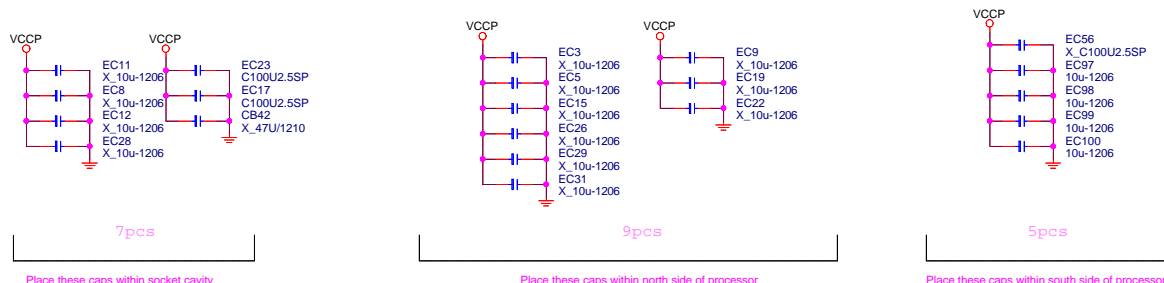 VCCP
EC11
X_10u-1206
EC8
X_10u-1206
EC12
X_10u-1206
EC28
X_10u-1206
VCCP
EC23
C100U2.5SP
EC17
C100U2.5SP
CB42
X_47U/1210
7pcs
Place these caps within socket cavity
VCCP
EC3
X_10u-1206
EC5
X_10u-1206
EC15
X_10u-1206
EC26
X_10u-1206
EC29
X_10u-1206
EC31
X_10u-1206
VCCP
EC9
X_10u-1206
EC19
X_10u-1206
EC22
X_10u-1206
9pcs
Place these caps within north side of processor
VCCP
EC56
X_C100U2.5SP
EC97
10u-1206
EC98
10u-1206
EC99
10u-1206
EC100
10u-1206
5pcs
Place these caps within south side of processor